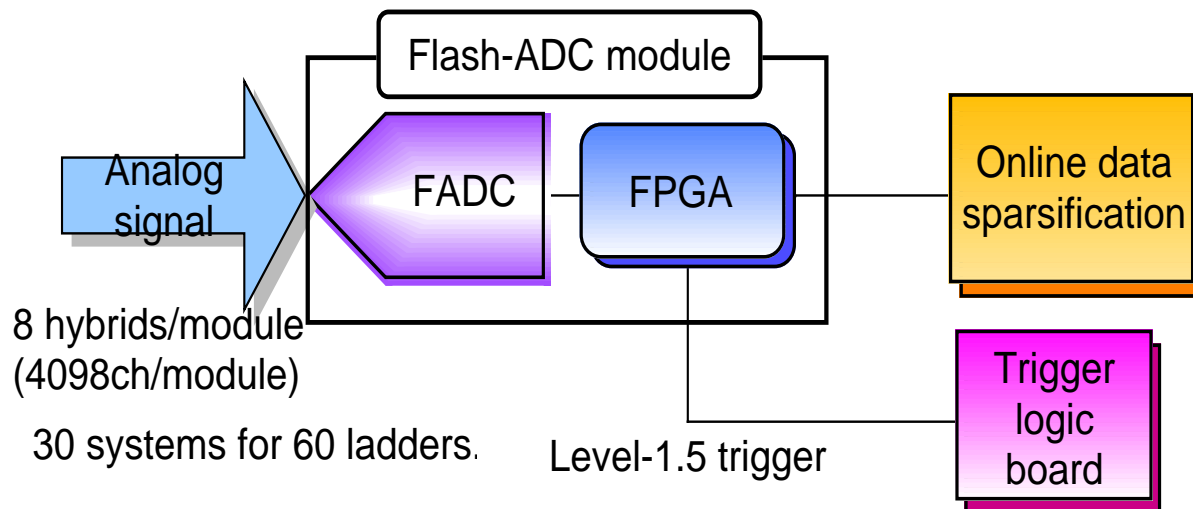 Flash-ADC module
Analog
signal
FADC
FPGA
Online data
sparsification
8 hybrids/module
(4098ch/module)
30 systems for 60 ladders.
Level-1.5 trigger
Trigger
logic
board